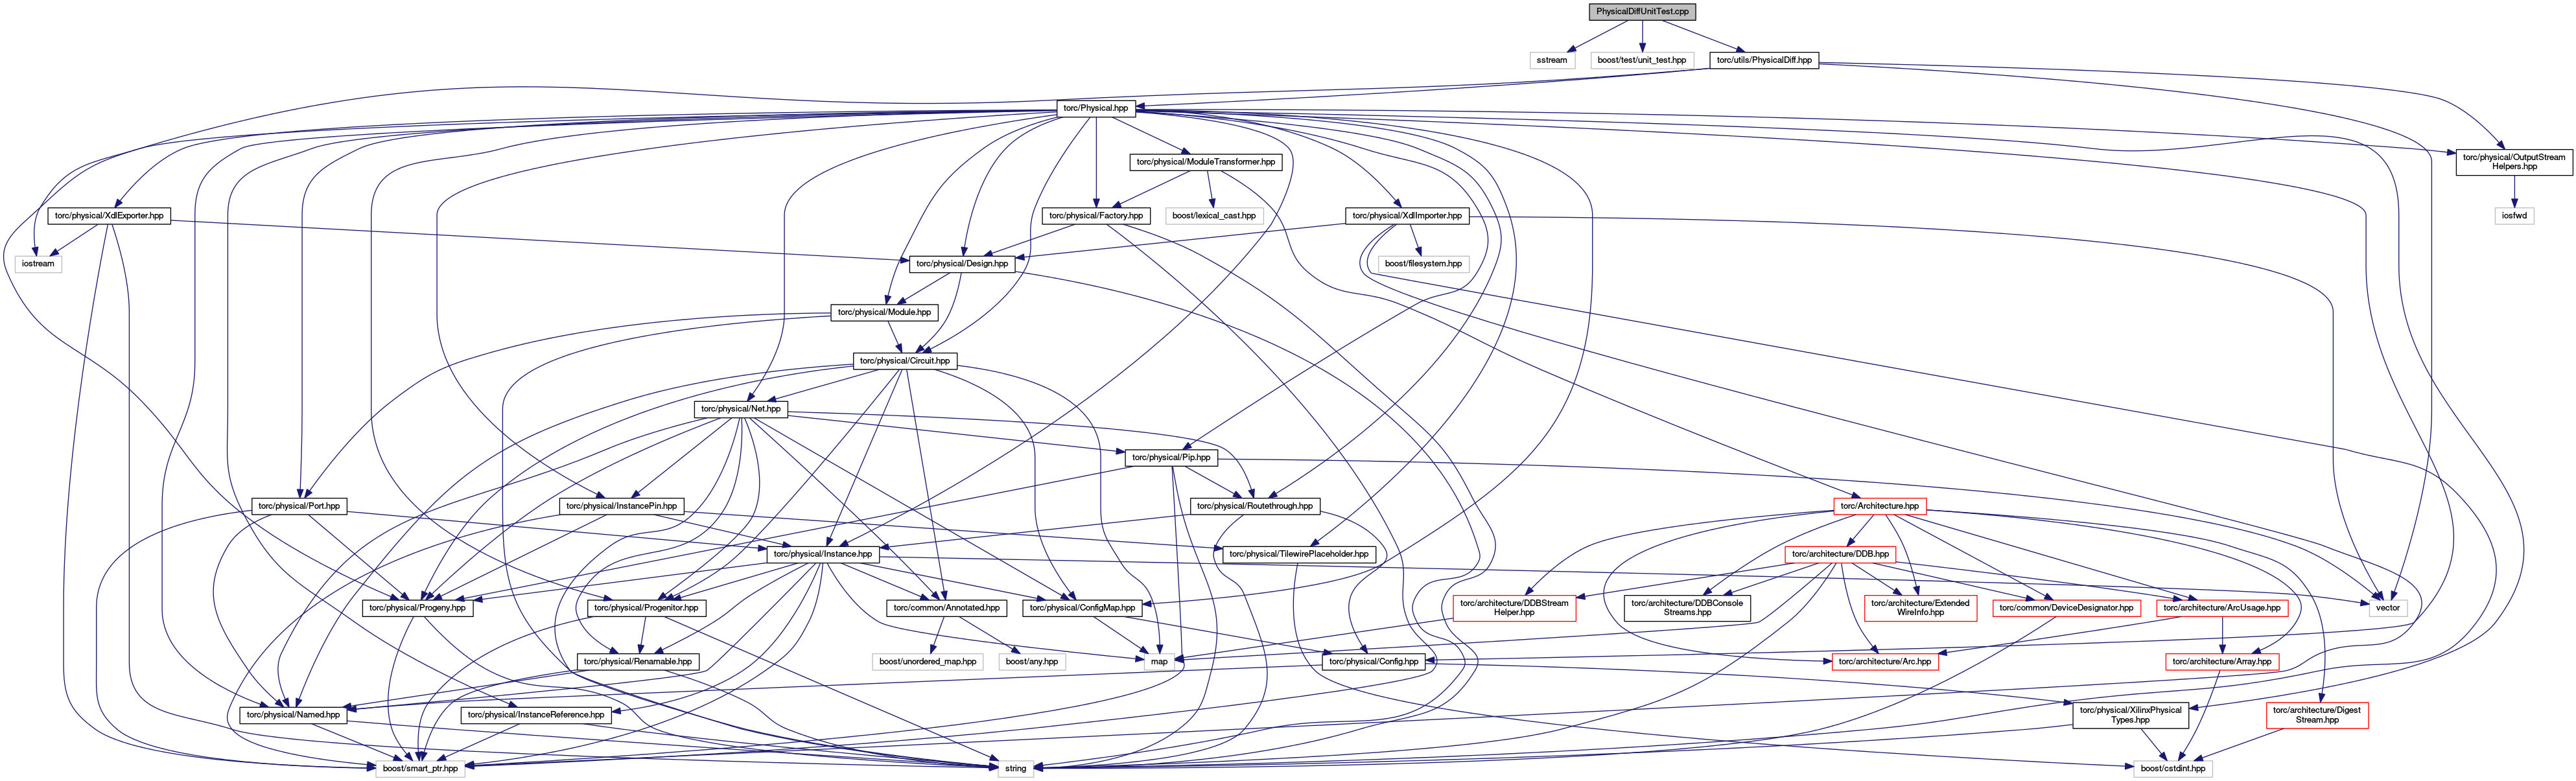 PhysicalDiffUnitTest.cpp
sstream
boost/test/unit_test.hpp
torc/utils/PhysicalDiff.hpp
torc/Physical.hpp
torc/physical/ModuleTransformer.hpp
torc/physical/OutputStream
Helpers.hpp
torc/physical/XdlExporter.hpp
torc/physical/Factory.hpp
boost/lexical_cast.hpp
torc/physical/XdlImporter.hpp
iosfwd
iostream
torc/physical/Design.hpp
boost/filesystem.hpp
torc/physical/Module.hpp
torc/physical/Circuit.hpp
torc/physical/Net.hpp
torc/physical/Pip.hpp
torc/physical/Port.hpp
torc/physical/InstancePin.hpp
torc/physical/Routethrough.hpp
torc/Architecture.hpp
torc/physical/Instance.hpp
torc/physical/TilewirePlaceholder.hpp
torc/architecture/DDB.hpp
torc/physical/Progeny.hpp
torc/physical/Progenitor.hpp
torc/common/Annotated.hpp
torc/physical/ConfigMap.hpp
torc/architecture/DDBStream
Helper.hpp
torc/architecture/DDBConsole
Streams.hpp
torc/architecture/Extended
WireInfo.hpp
torc/common/DeviceDesignator.hpp
torc/architecture/ArcUsage.hpp
vector
torc/physical/Renamable.hpp
boost/unordered_map.hpp
boost/any.hpp
torc/physical/Config.hpp
map
torc/architecture/Arc.hpp
torc/architecture/Array.hpp
torc/physical/Named.hpp
torc/physical/InstanceReference.hpp
torc/physical/XilinxPhysical
Types.hpp
torc/architecture/Digest
Stream.hpp
boost/smart_ptr.hpp
string
boost/cstdint.hpp